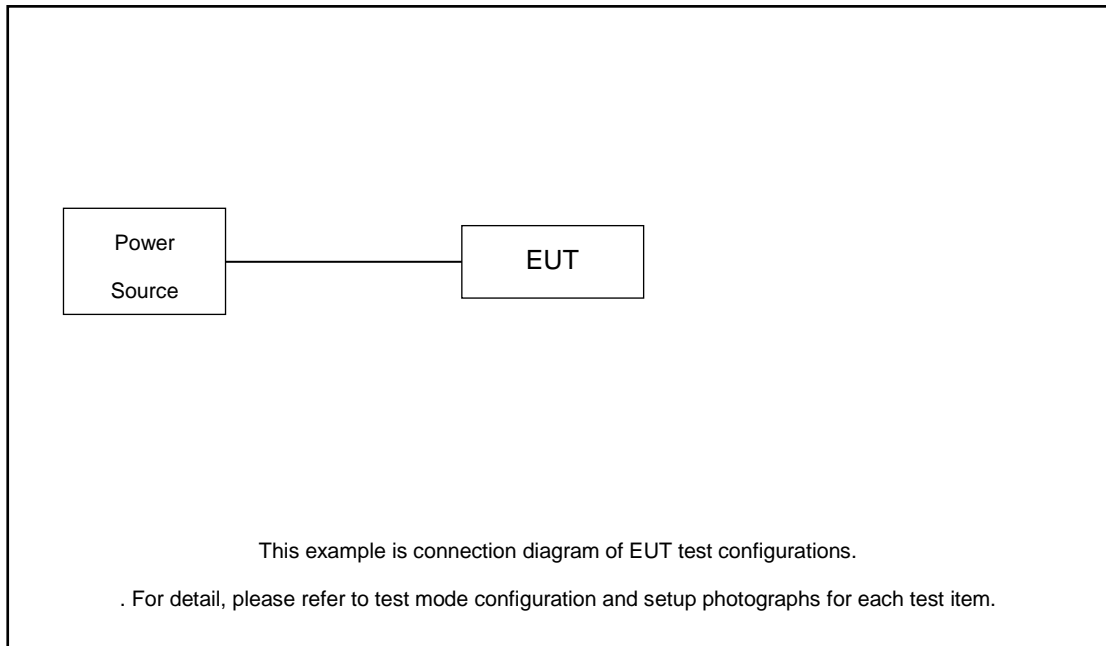 Power
Source
EUT
This example is connection diagram of EUT test configurations.
. For detail, please refer to test mode configuration and setup photographs for each test item.